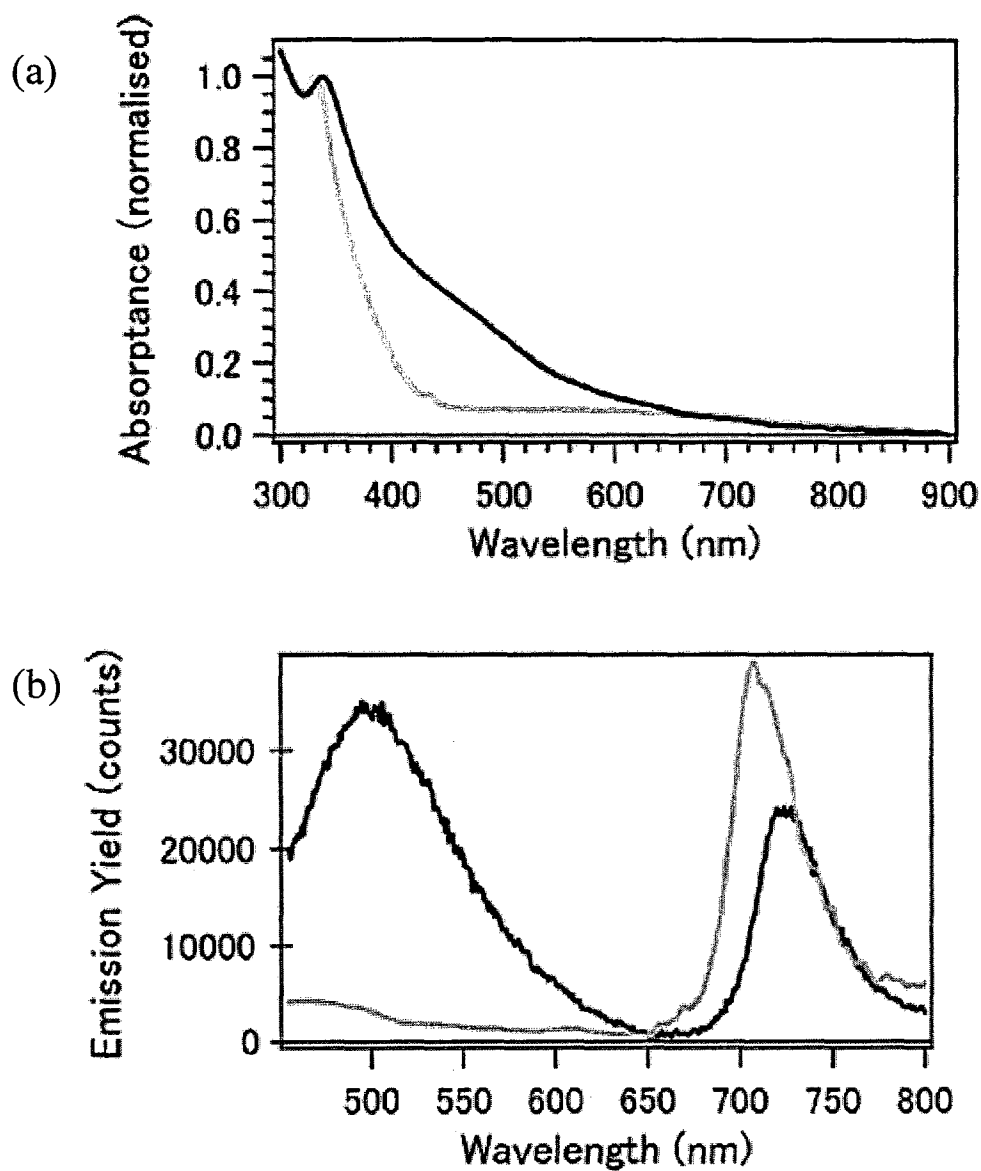 (a)
Absorptance (normalised)
1.0
0.8
0.6
0.4
0.2
0.0
300 400 500 600 700 800 900
Wavelength (nm)
(b)
Emission Yield (counts)
30000
20000
10000
0
500 550 600 650 700 750 800
Wavelength (nm)